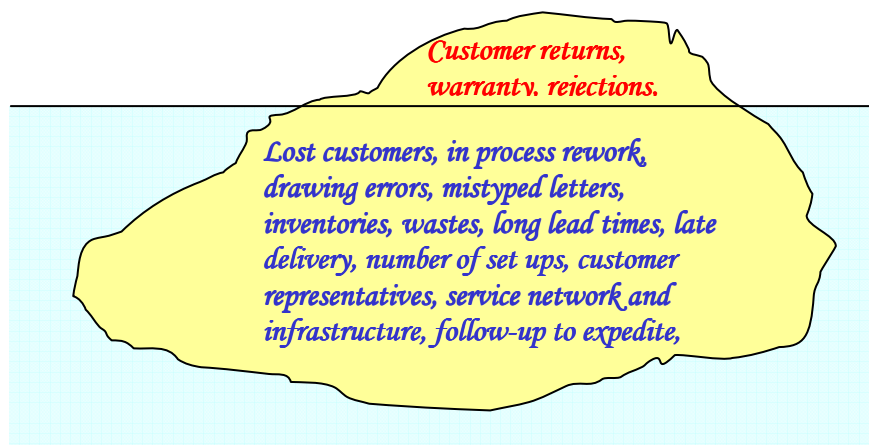 Customer returns,
warranty. rejections.
Lost customers, in process rework,
drawing errors, mistyped letters,
inventories, wastes, long lead times, late
delivery, number of set ups, customer
representatives, service network and
infrastructure, follow-up to expedite,